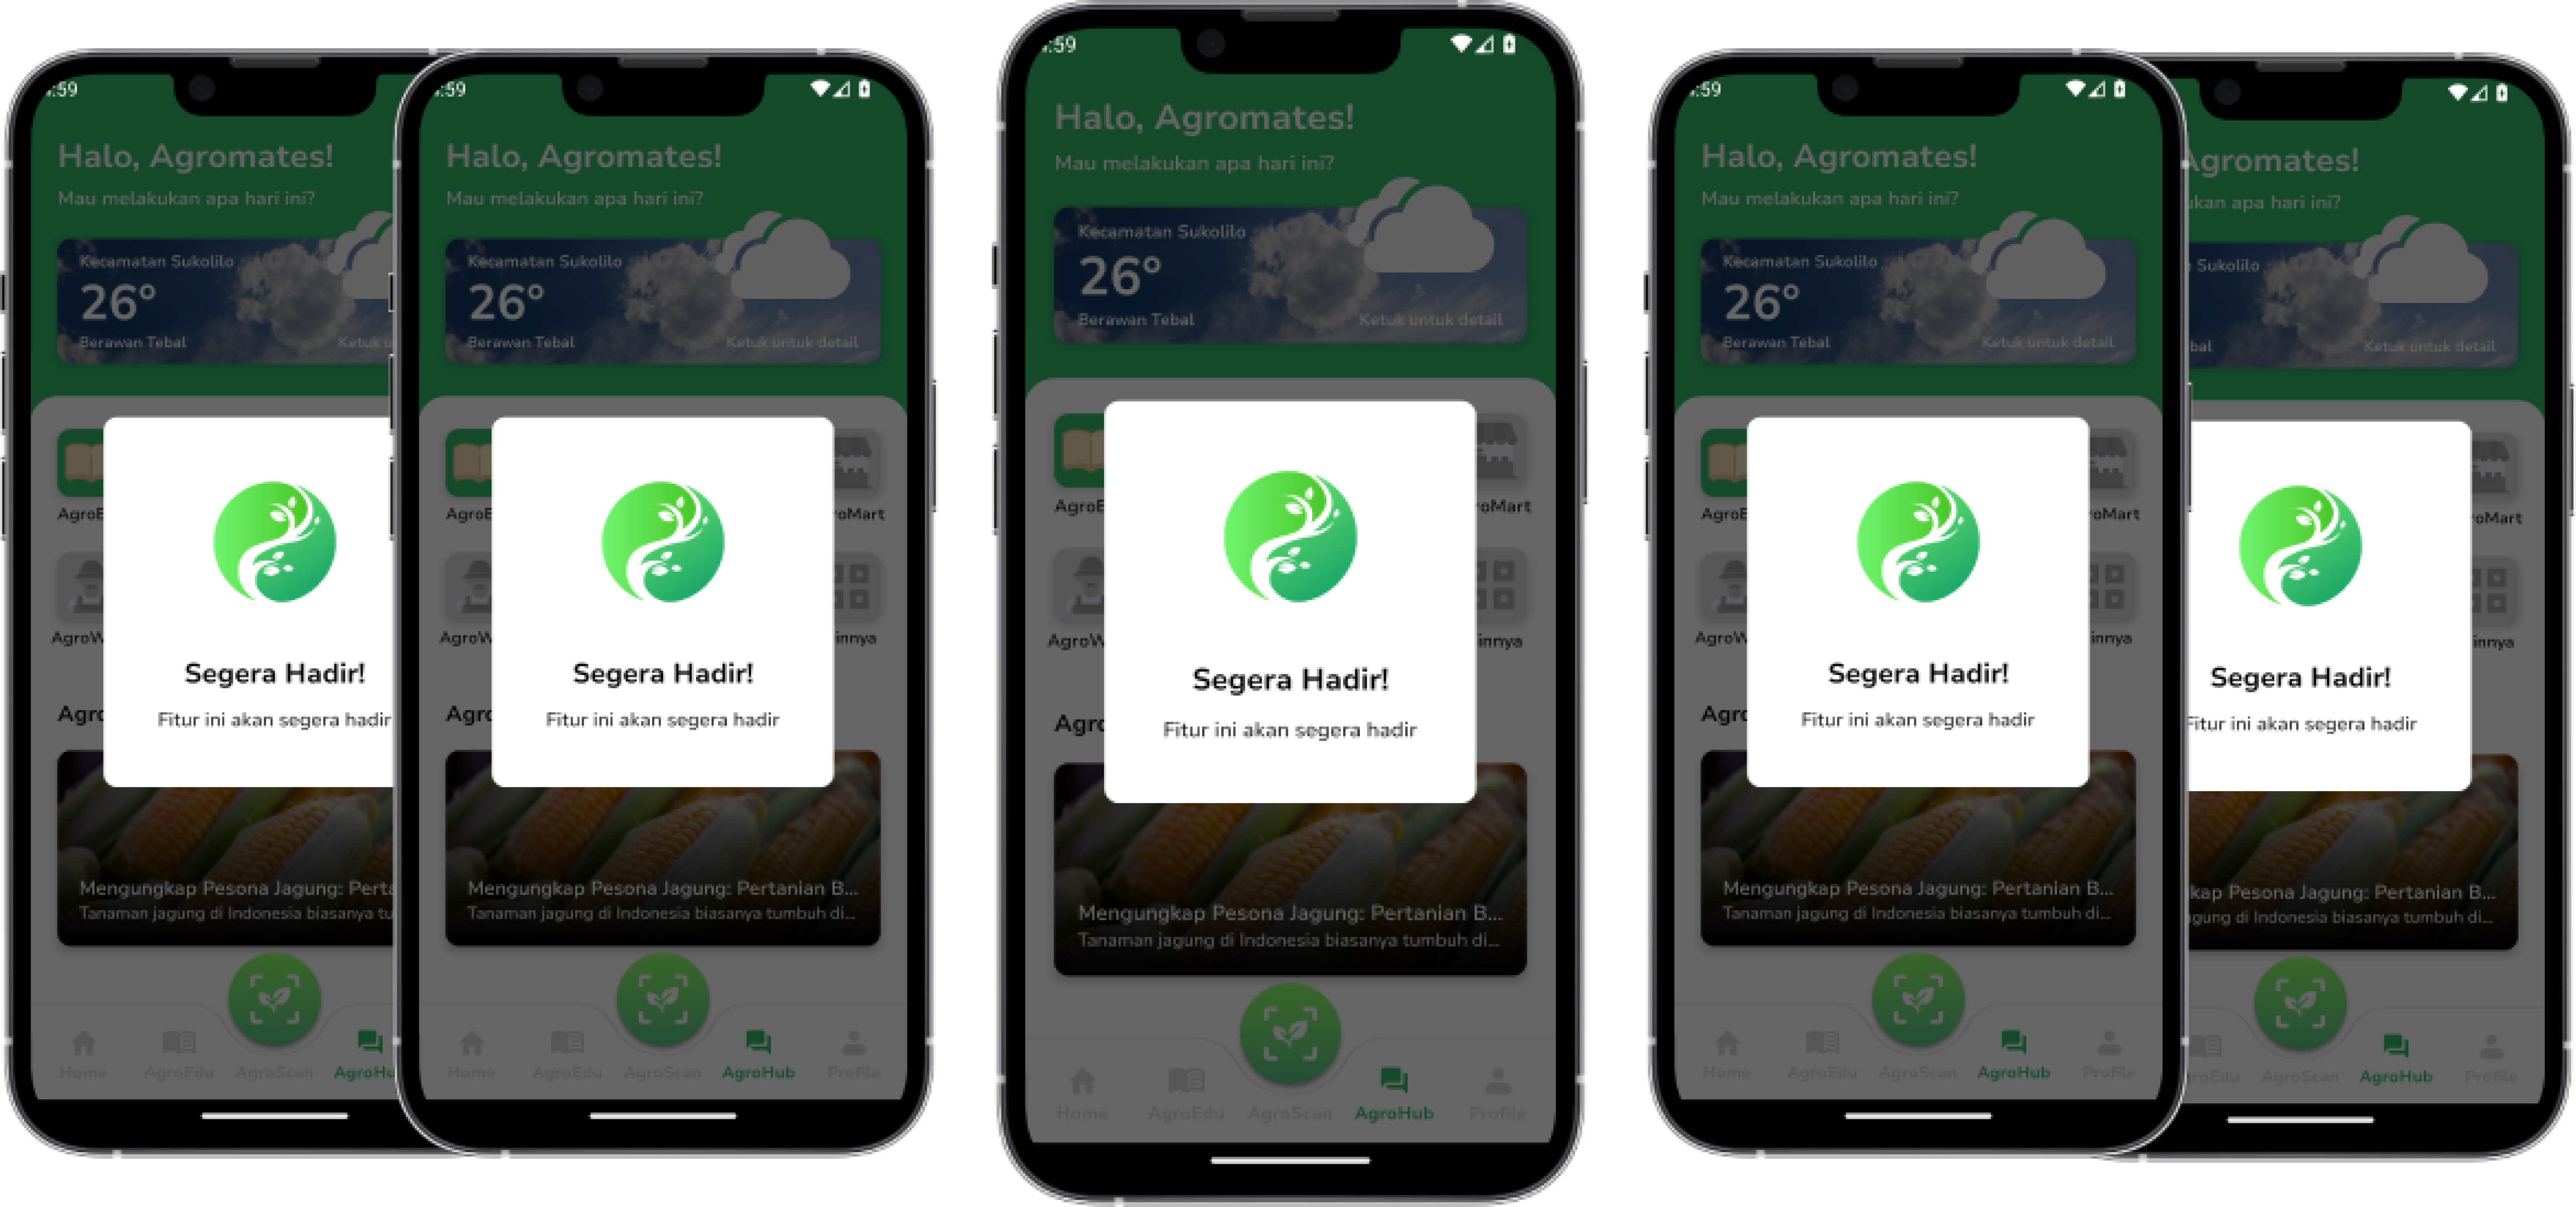 :59
Halo, Agromates!
Mau melakukan apa hari ini?
Kecamatan Sukolilo
26°
Berawan Tebal
Ketuk u
AgroE
AgroW
Segera Hadir!
Fitur ini akan segera hadir
Agro
Mengungkap Pesona Jagung: Perta
Tanaman jagung di Indonesia biasanya tu
Home
AgroEdu
AgroScan
AgroHu
:59
Halo, Agromates!
Mau melakukan apa hari ini?
Kecamatan Sukolilo
26°
Berawan Tebal
Ketuk untuk detail
AgroE
roMart
AgroW
innya
Segera Hadir!
Fitur ini akan segera hadir
Agro
Mengungkap Pesona Jagung: Pertanian B...
Tanaman jagung di Indonesia biasanya tumbuh di...
Home
AgroEdu
AgroScan
AgroHub
Profile
:59
Halo, Agromates!
Mau melakukan apa hari ini?
Kecamatan Sukolilo
26°
Berawan Tebal
Ketuk untuk detail
AgroE
roMart
AgroW
innya
Segera Hadir!
Fitur ini akan segera hadir
Agro
Mengungkap Pesona Jagung: Pertanian B...
Tanaman jagung di Indonesia biasanya tumbuh di...
Home
AgroEdu
AgroScan
AgroHub
Profile
:59
Halo, Agromates!
Mau melakukan apa hari ini?
Kecamatan Sukolilo
26°
Berawan Tebal
Ketuk untuk detail
AgroE
roMart
AgroW
innya
Segera Hadir!
Fitur ini akan segera hadir
Agro
Mengungkap Pesona Jagung: Pertanian B...
Tanaman jagung di Indonesia biasanya tumbuh di...
Home
AgroEdu
AgroScan
AgroHub
Profile
Agromates!
ukan apa hari ini?
Sukolilo
bal
Ketuk untuk detail
roMart
innya
Segera Hadir!
Fitur ini akan segera hadir
kap Pesona Jagung: Pertanian B...
gung di Indonesia biasanya tumbuh di...
roEdu
AgroScan
AgroHub
Profile